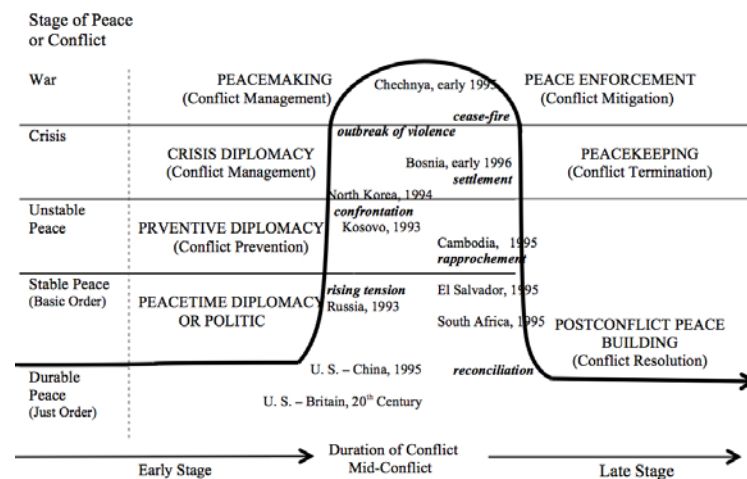 Stage of Peace
or Conflict
War
PEACEMAKING
(Conflict Management)
Chechnya, early 1995
PEACE ENFORCEMENT
(Conflict Mitigation)
cease-fire
outbreak of violence
Crisis
CRISIS DIPLOMACY
(Conflict Management)
Bosnia, early 1996
settlement
PEACEKEEPING
(Conflict Termination)
North Korea, 1994
confrontation
Kosovo, 1993
Unstable
Peace
PRVENTIVE DIPLOMACY
(Conflict Prevention)
Cambodia, 1995
rapprochement
Stable Peace
(Basic Order)
PEACETIME DIPLOMACY
OR POLITIC
rising tension
Russia, 1993
El Salvador, 1995
South Africa, 1995
POSTCONFLICT PEACE
BUILDING
(Conflict Resolution)
U. S. – China, 1995
reconciliation
Durable
Peace
(Just Order)
U. S. – Britain, 20th Century
Duration of Conflict
Mid-Conflict
Early Stage
Late Stage